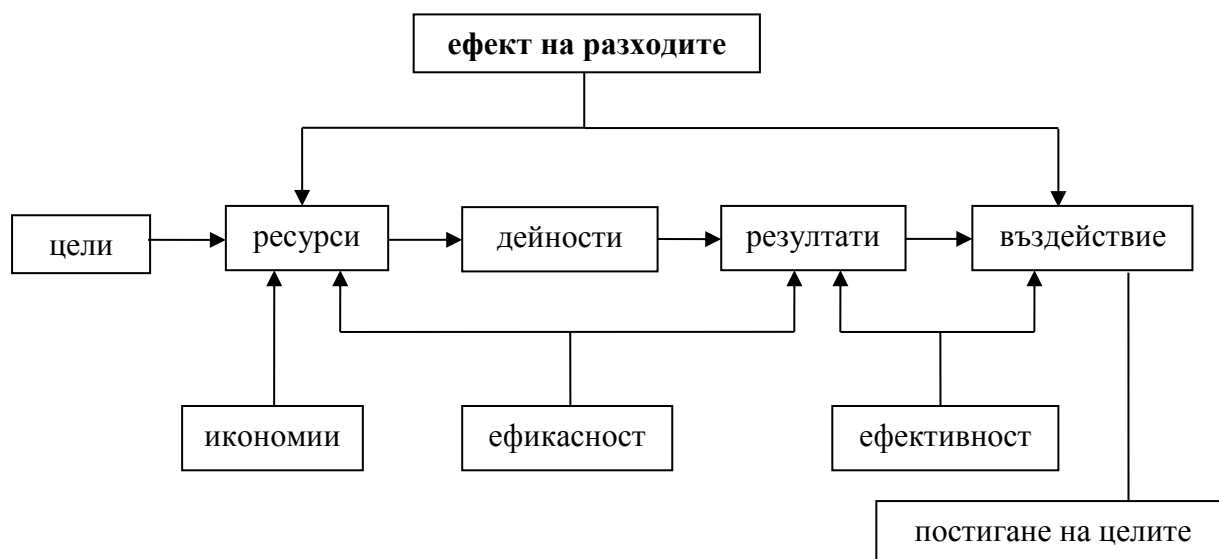 ефект на разходите
цели
ресурси
дейности
резултати
въздействие
икономии
ефикасност
ефективност
постигане на целите